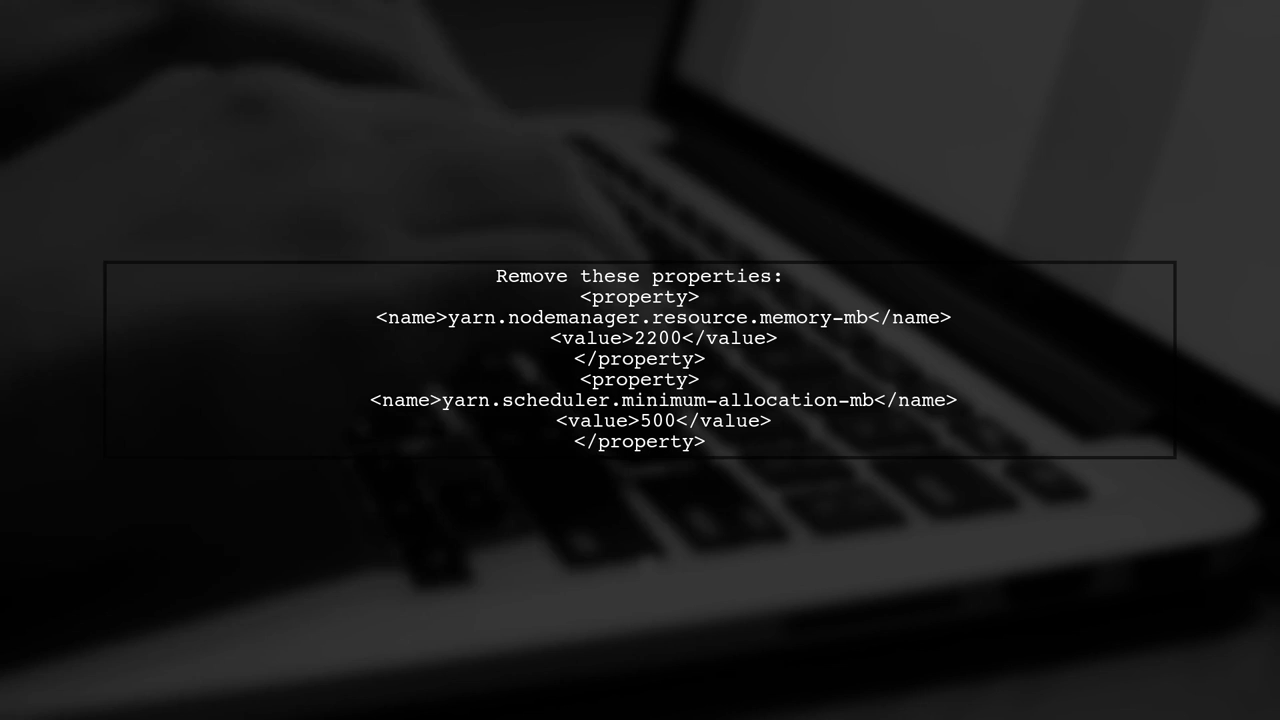 Remove these properties:
<property>
<name>yarn.nodemanager.resource.memory-mb</name>
<value>2200</value>
</property>
<property>
<name>yarn.scheduler.minimum-allocation-mb</name>
<value>500</value>
</property>